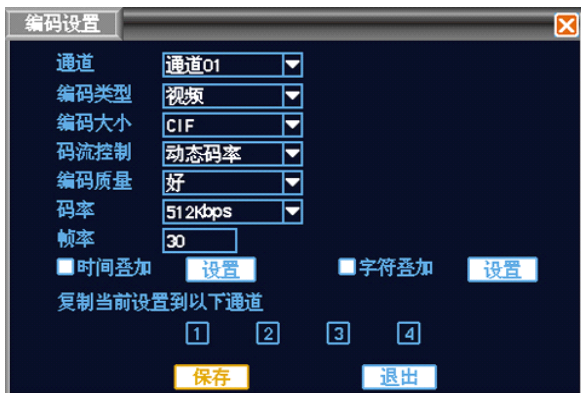 编码设置
通道 通道01
编码类型 视频
编码大小 CIF
码流控制 动态码率
编码质量 好
码率 512Kbps
帧率 30
时间叠加 设置 字符叠加 设置
复制当前设置到以下通道
1 2 3 4
保存 退出